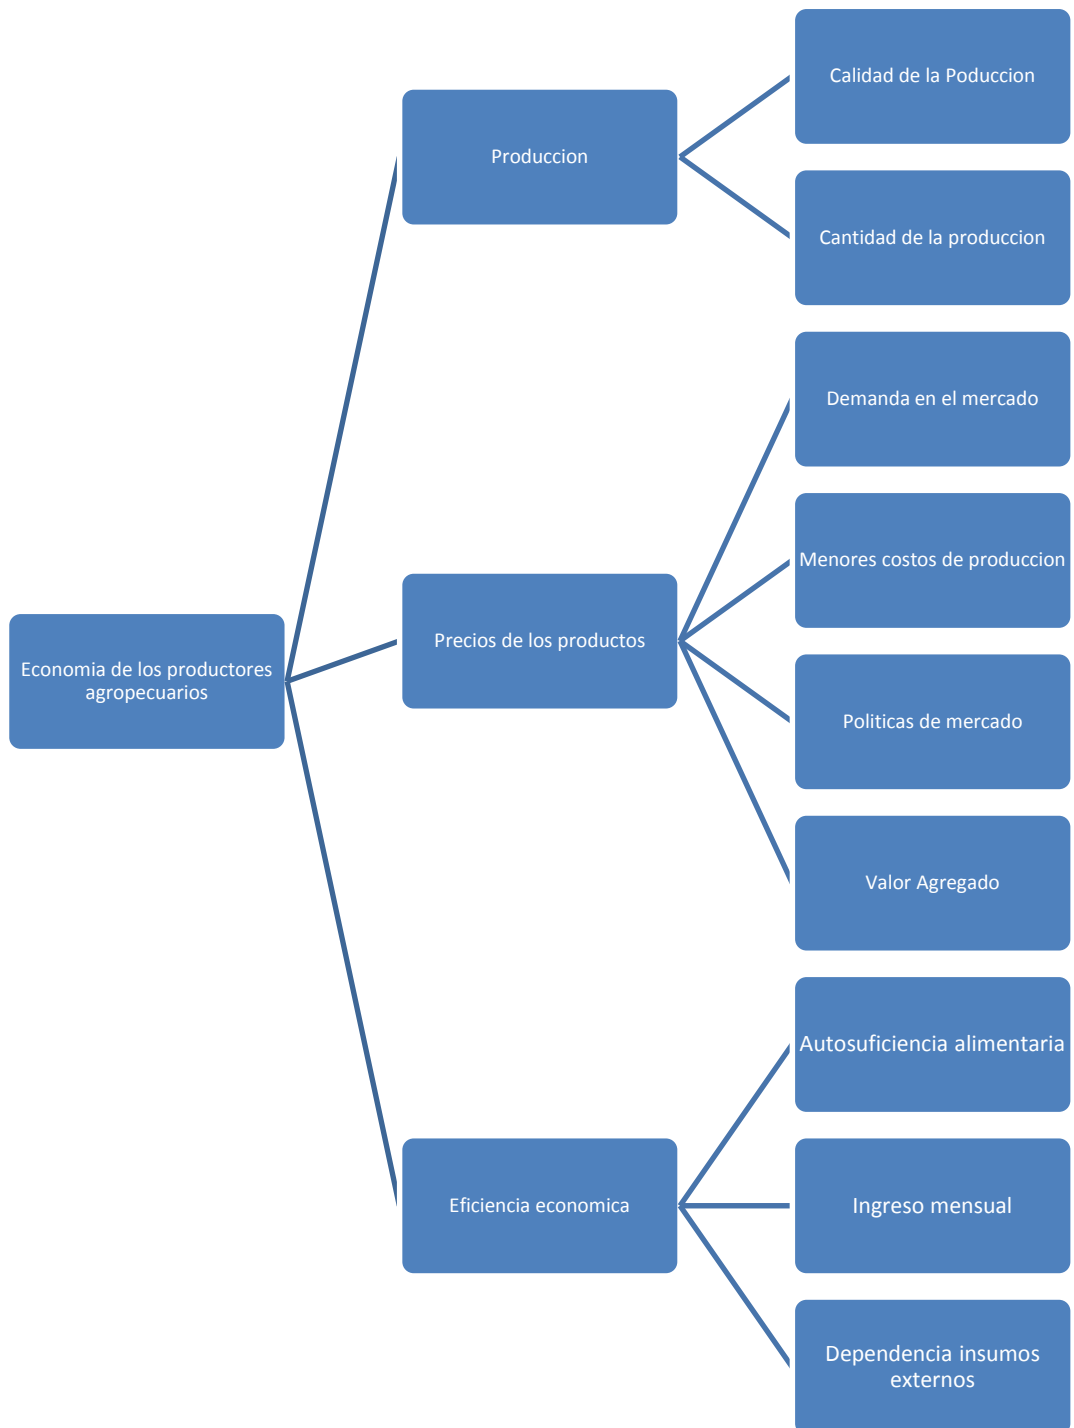 Calidad de la Poduccion
Produccion
Cantidad de la produccion
Demanda en el mercado
Menores costos de produccion
Precios de los productos
Economia de los productores
agropecuarios
Politicas de mercado
Valor Agregado
Autosuficiencia alimentaria
Eficiencia economica
Ingreso mensual
Dependencia insumos
externos